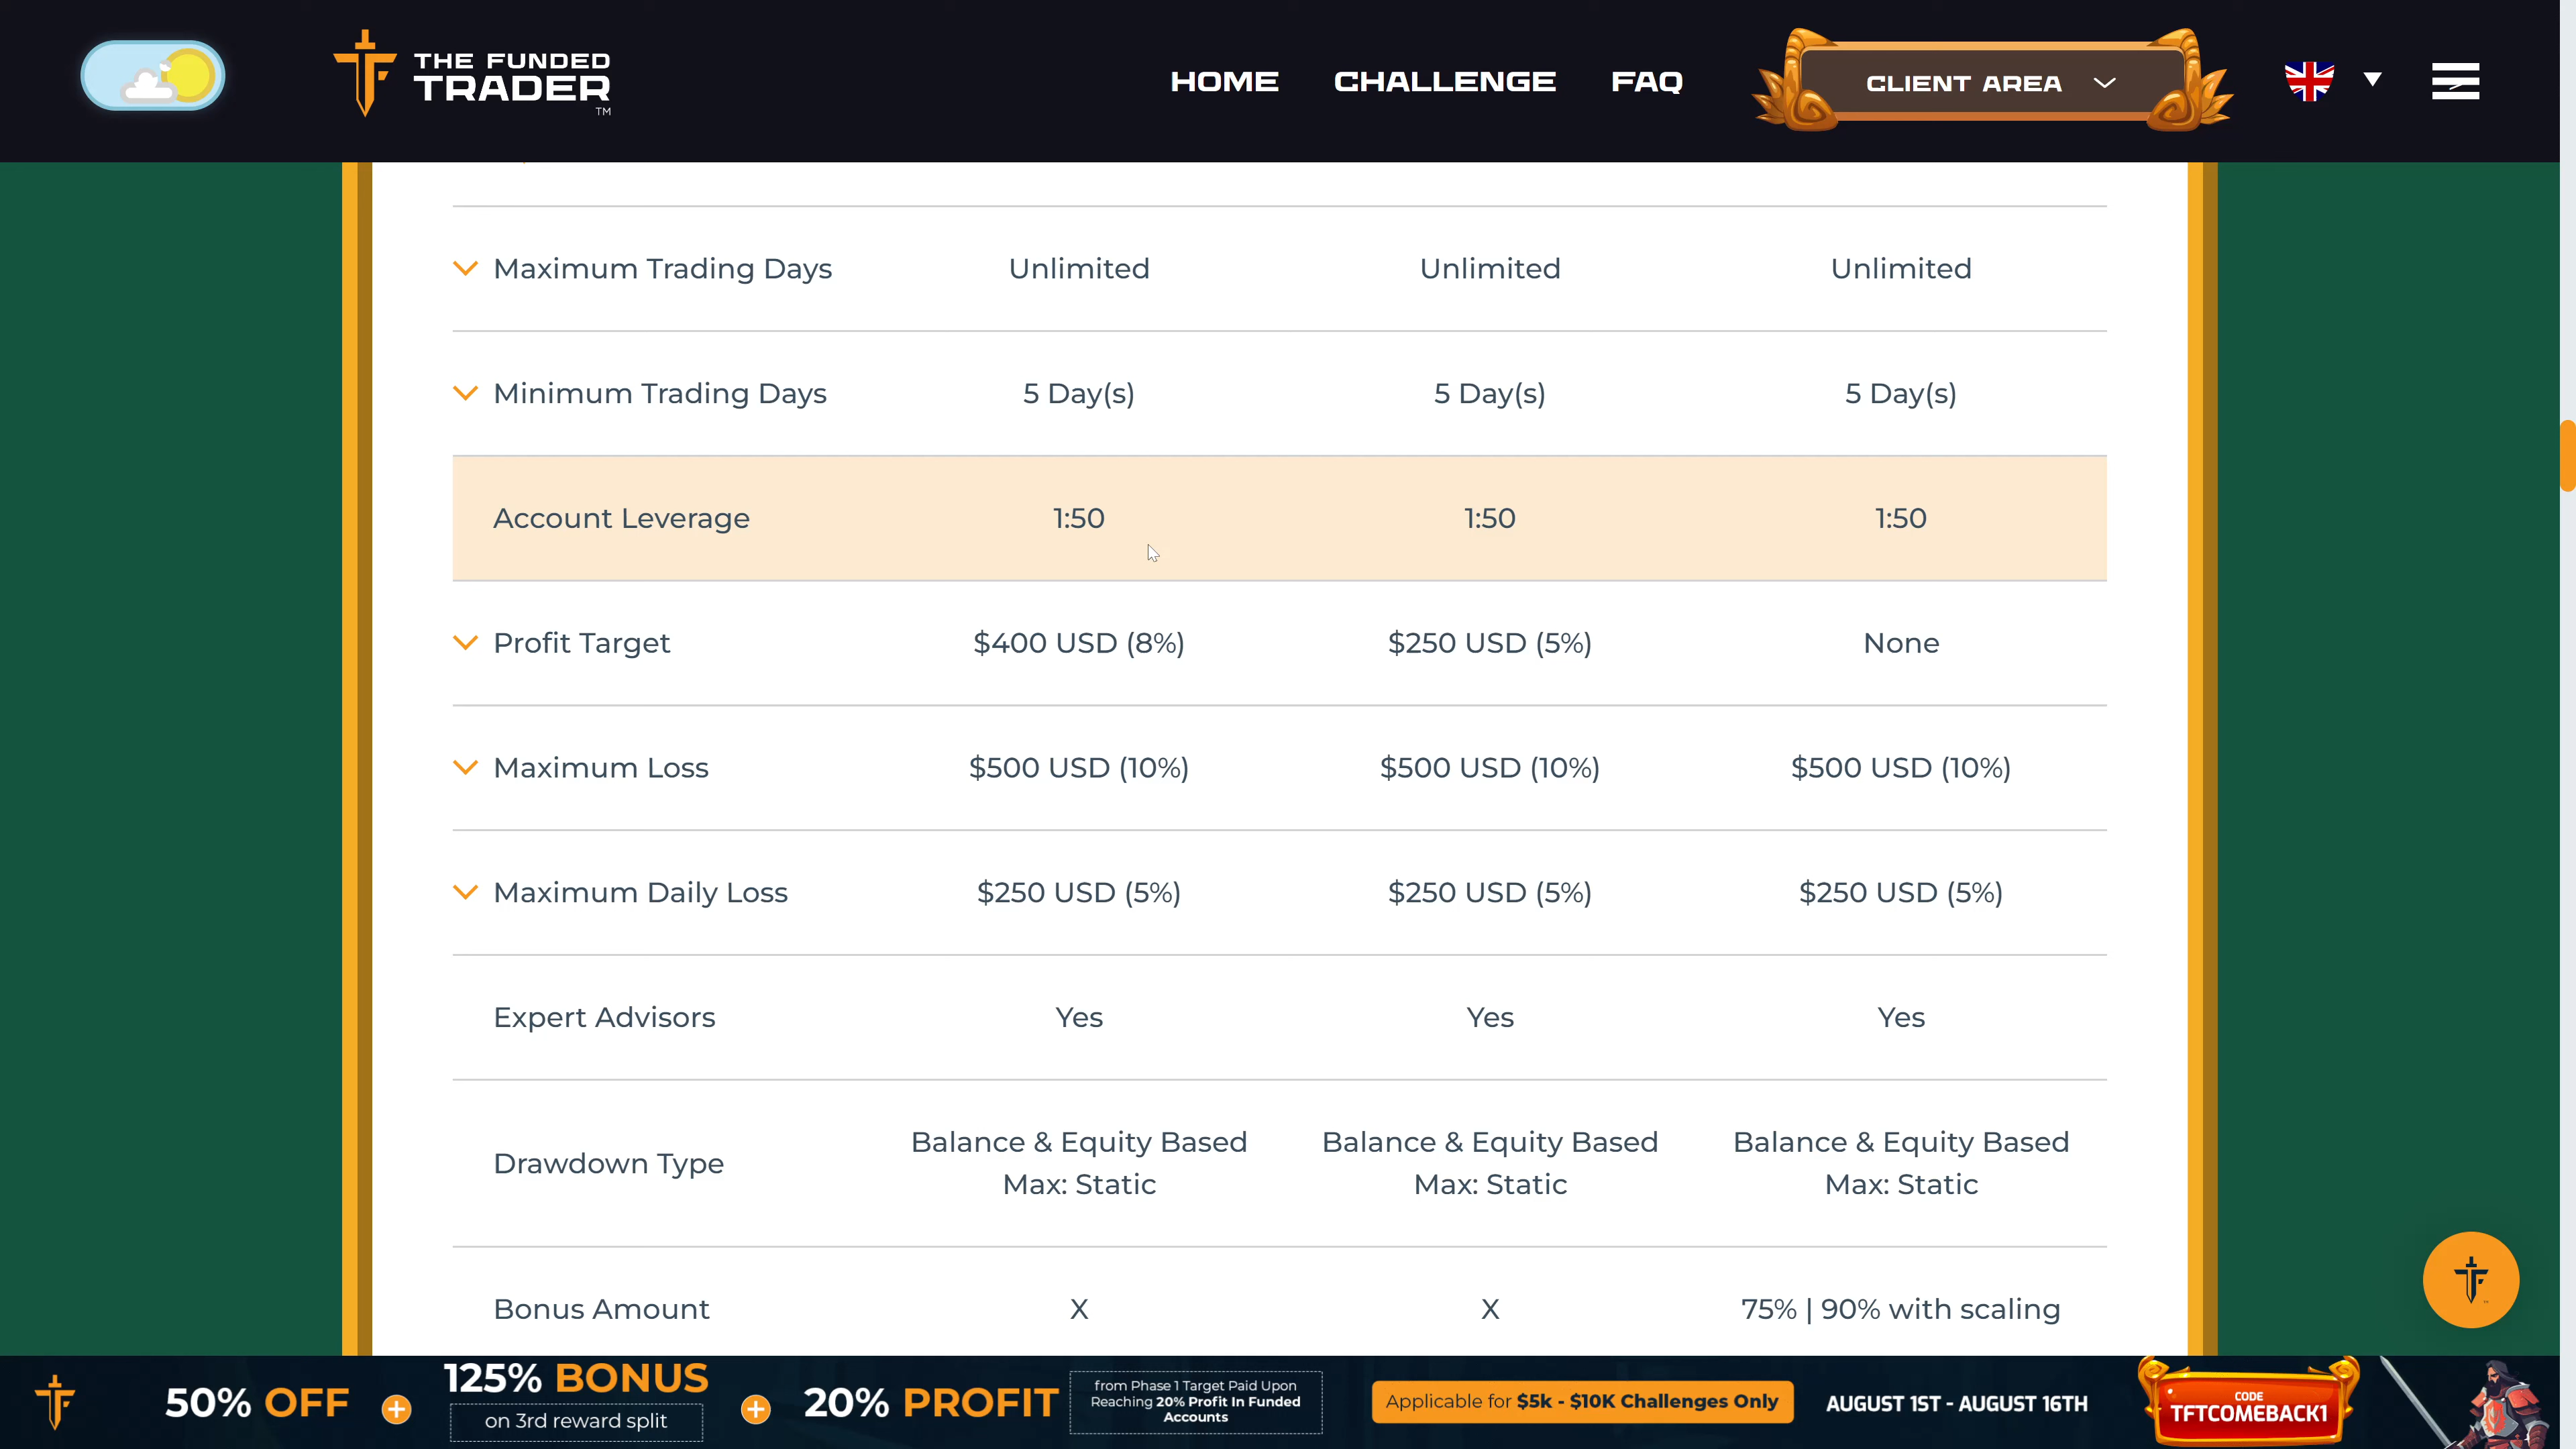 THE FUNDED
TRADER
TM
HOME CHALLENGE FAQ CLIENT AREA
Maximum Trading Days Unlimited Unlimited Unlimited
Minimum Trading Days 5 Day(s) 5 Day(s) 5 Day(s)
Account Leverage 1:50 1:50 1:50
Profit Target $400 USD (8%) $250 USD (5%) None
Maximum Loss $500 USD (10%) $500 USD (10%) $500 USD (10%)
Maximum Daily Loss $250 USD (5%) $250 USD (5%) $250 USD (5%)
Expert Advisors Yes Yes Yes
Drawdown Type Balance & Equity Based Balance & Equity Based Balance & Equity Based
Max: Static Max: Static Max: Static
Bonus Amount X X 75% | 90% with scaling
50% OFF
125% BONUS
on 3rd reward split
20% PROFIT
from Phase 1 Target Paid Upon
Reaching 20% Profit In Funded
Accounts
Applicable for $5k - $10K Challenges Only
AUGUST 1ST - AUGUST 16TH
CODE
TFTCOMEBACK1